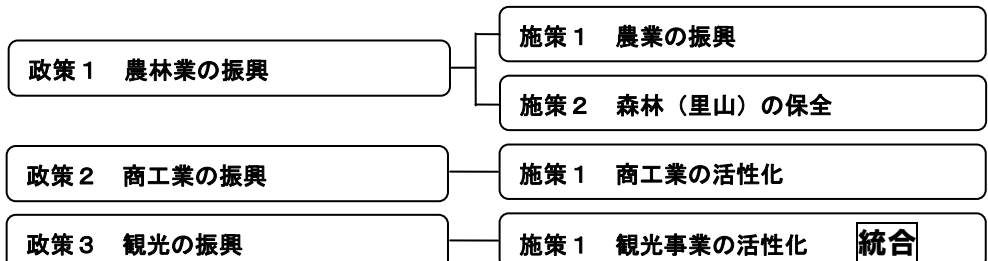 施策１　農業の振興
政策１　農林業の振興
施策２　森林（里山）の保全
政策２　商工業の振興
施策１　商工業の活性化
政策３　観光の振興
施策１　観光事業の活性化　統合